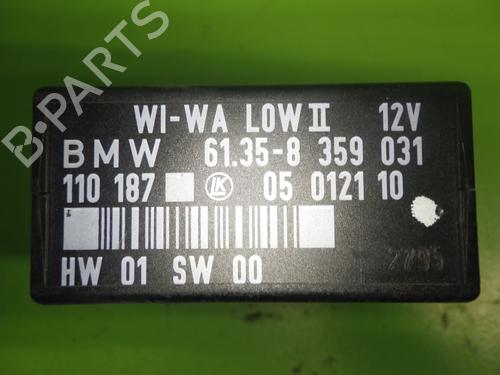 B-PARTS
WI-WA LOW II 12V
BMW 61.35-8 359 031
110 187 LK 05 0121 10
HW 01 SW 00
2795